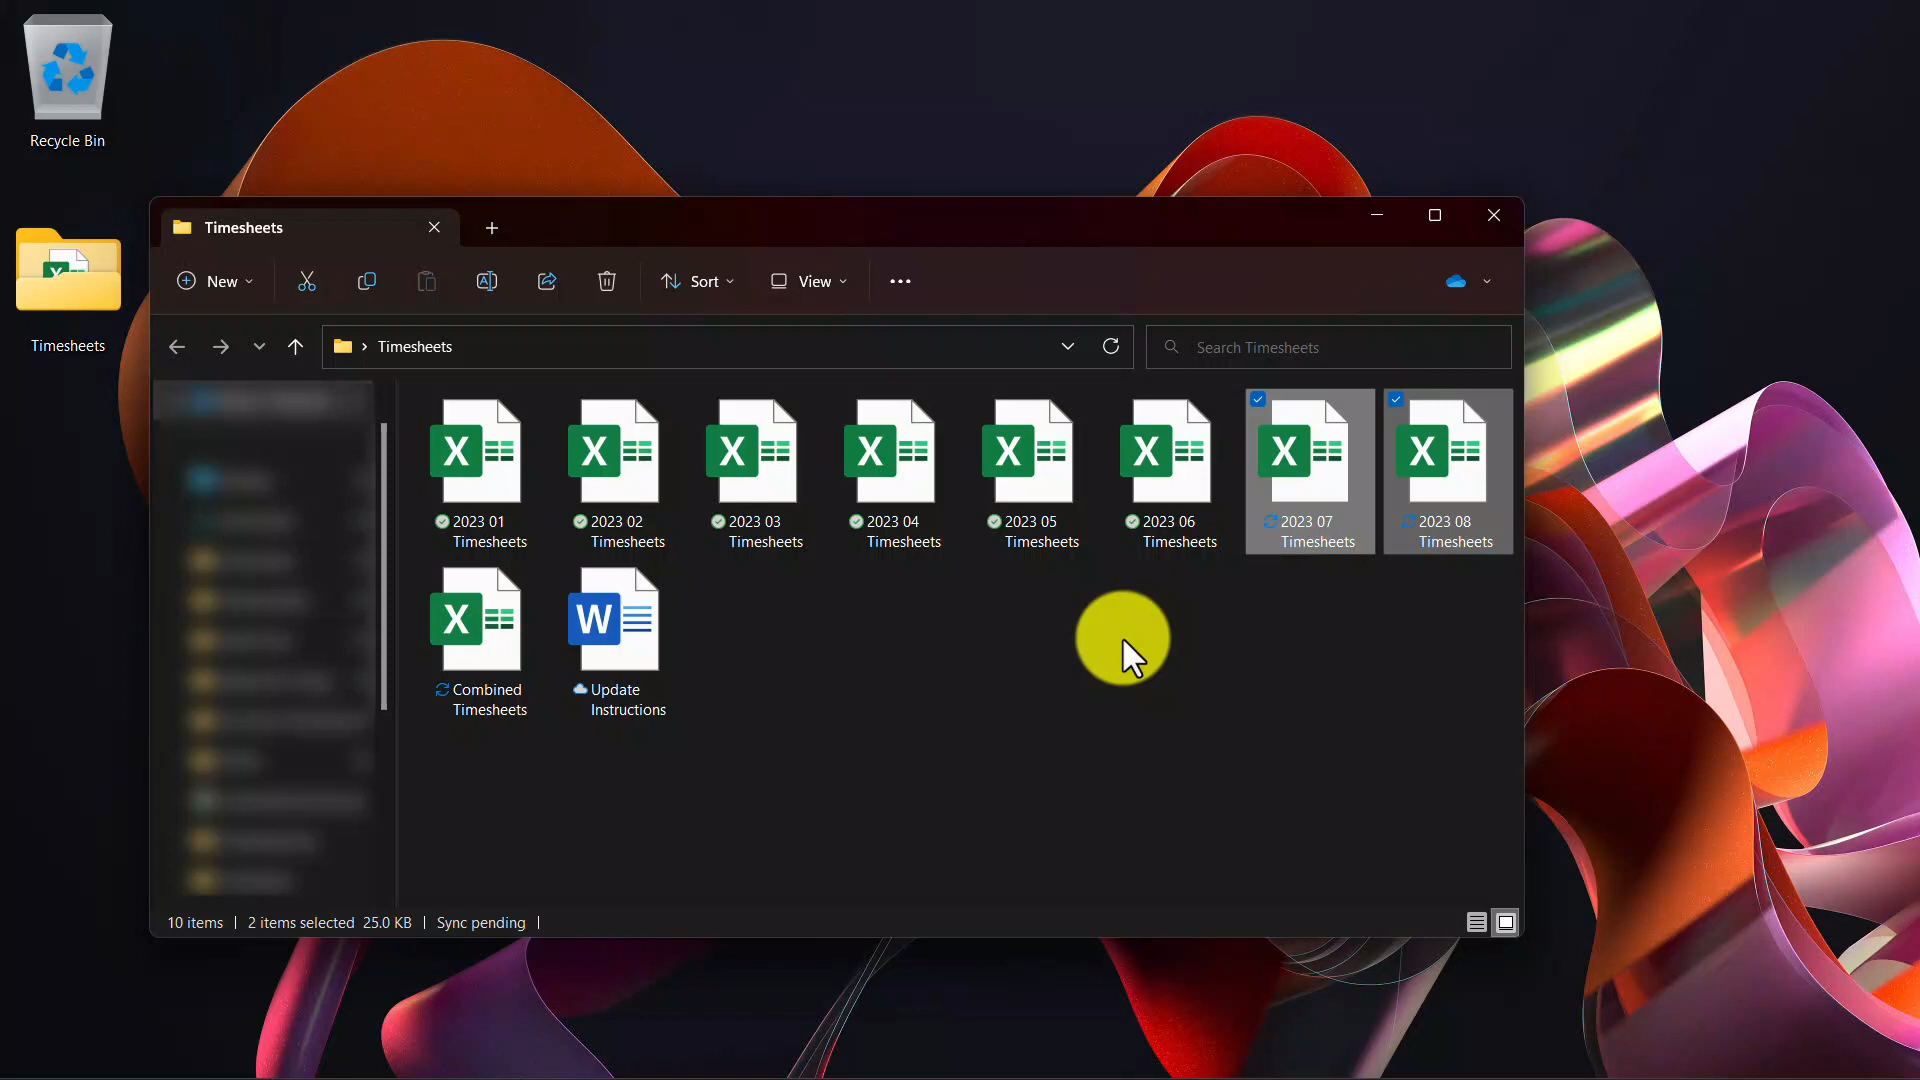 Recycle Bin
Timesheets
Timesheets
New
Sort
View
Timesheets
Search Timesheets
2023 01
Timesheets
2023 02
Timesheets
2023 03
Timesheets
2023 04
Timesheets
2023 05
Timesheets
2023 06
Timesheets
2023 07
Timesheets
2023 08
Timesheets
Combined
Timesheets
Update
Instructions
10 items
2 items selected 25.0 KB
Sync pending